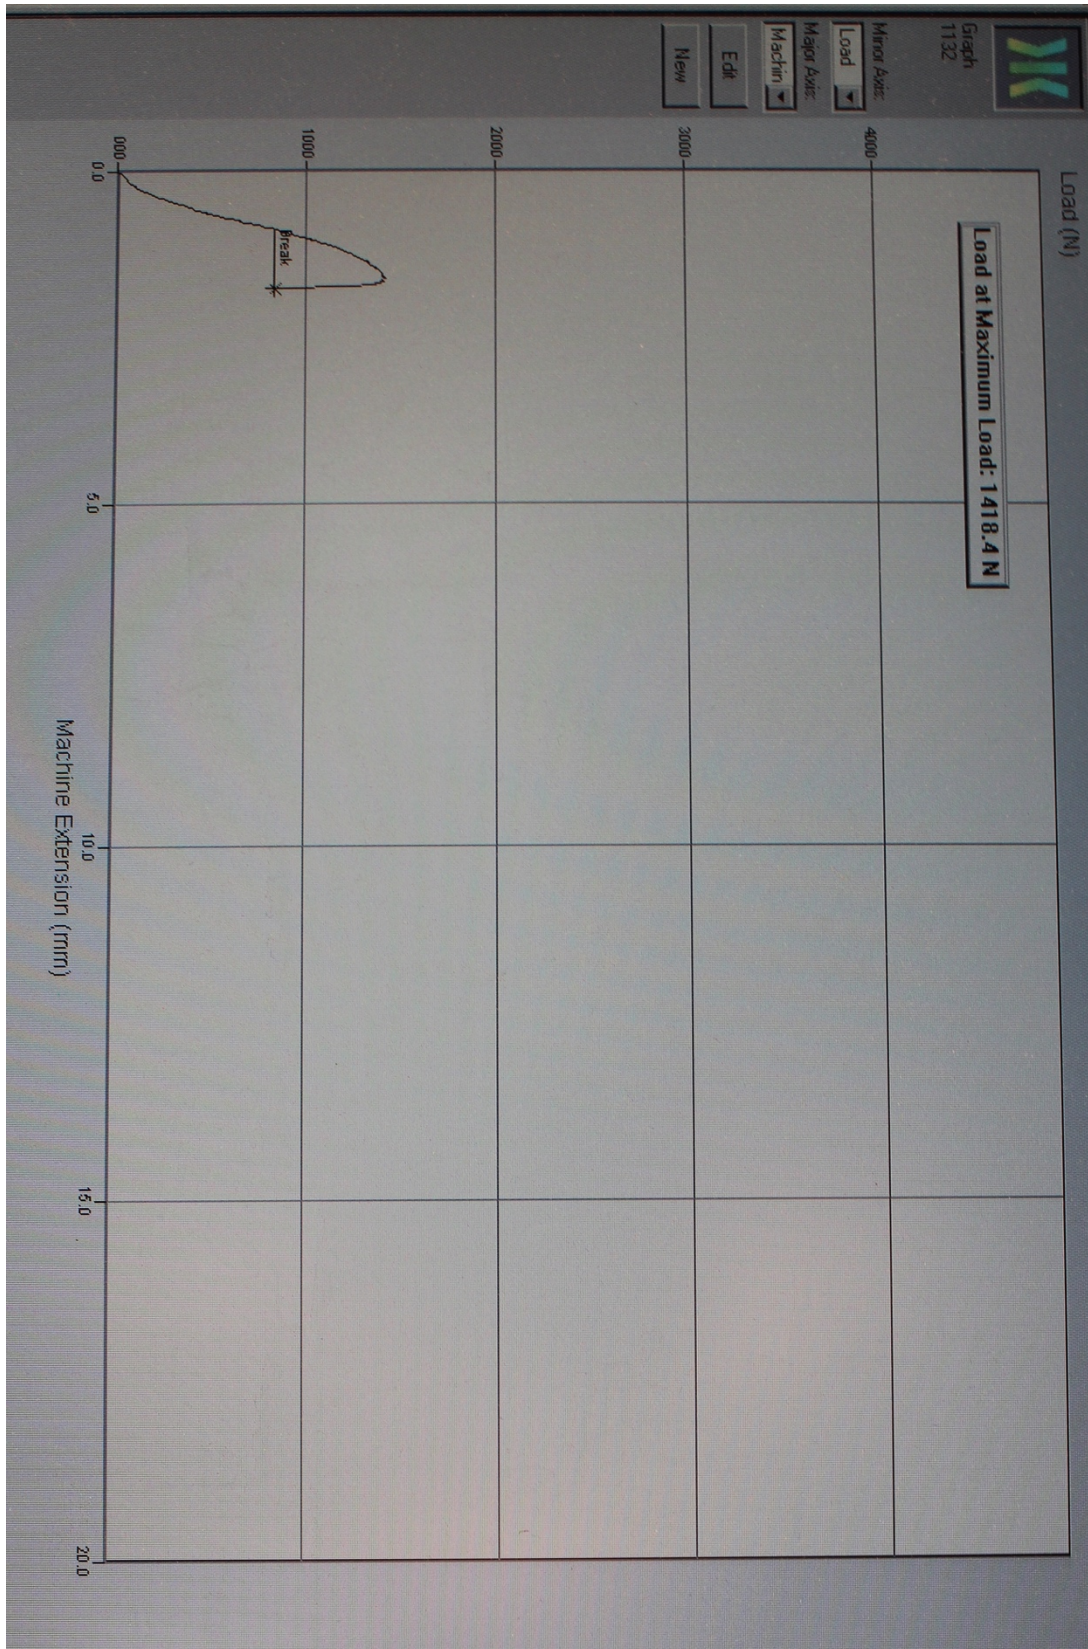 Graph
1132
Minor Axis:
Load
Major Axis:
Machin
Edit
New
Load (N)
Load at Maximum Load: 1418.4 N
4000
3000
2000
1000
000
Break
0.0
5.0
10.0
15.0
20.0
Machine Extension (mm)